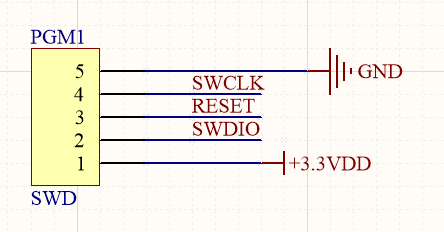 PGM1
5 GND
4 SWCLK
3 RESET
2 SWDIO
1 +3.3VDD
SWD